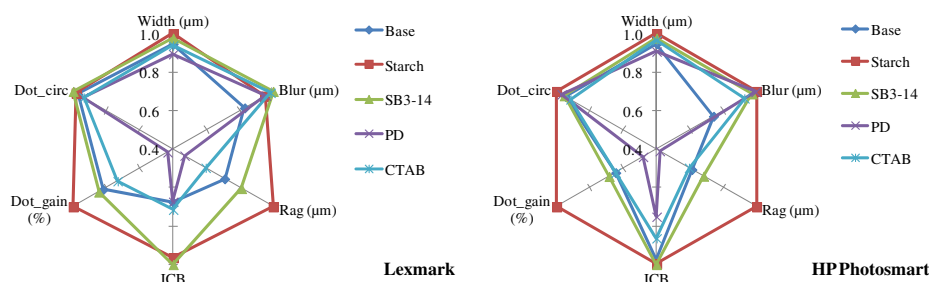 Width (µm)
1.0
0.8
0.6
0.4
Blur (µm)
Rag (µm)
ICB
Dot_gain
(%)
Dot_circ
Base
Starch
SB3-14
PD
CTAB
Lexmark
Width (µm)
1.0
0.8
0.6
0.4
Blur (µm)
Rag (µm)
ICB
Dot_gain
(%)
Dot_circ
Base
Starch
SB3-14
PD
CTAB
HP Photosmart